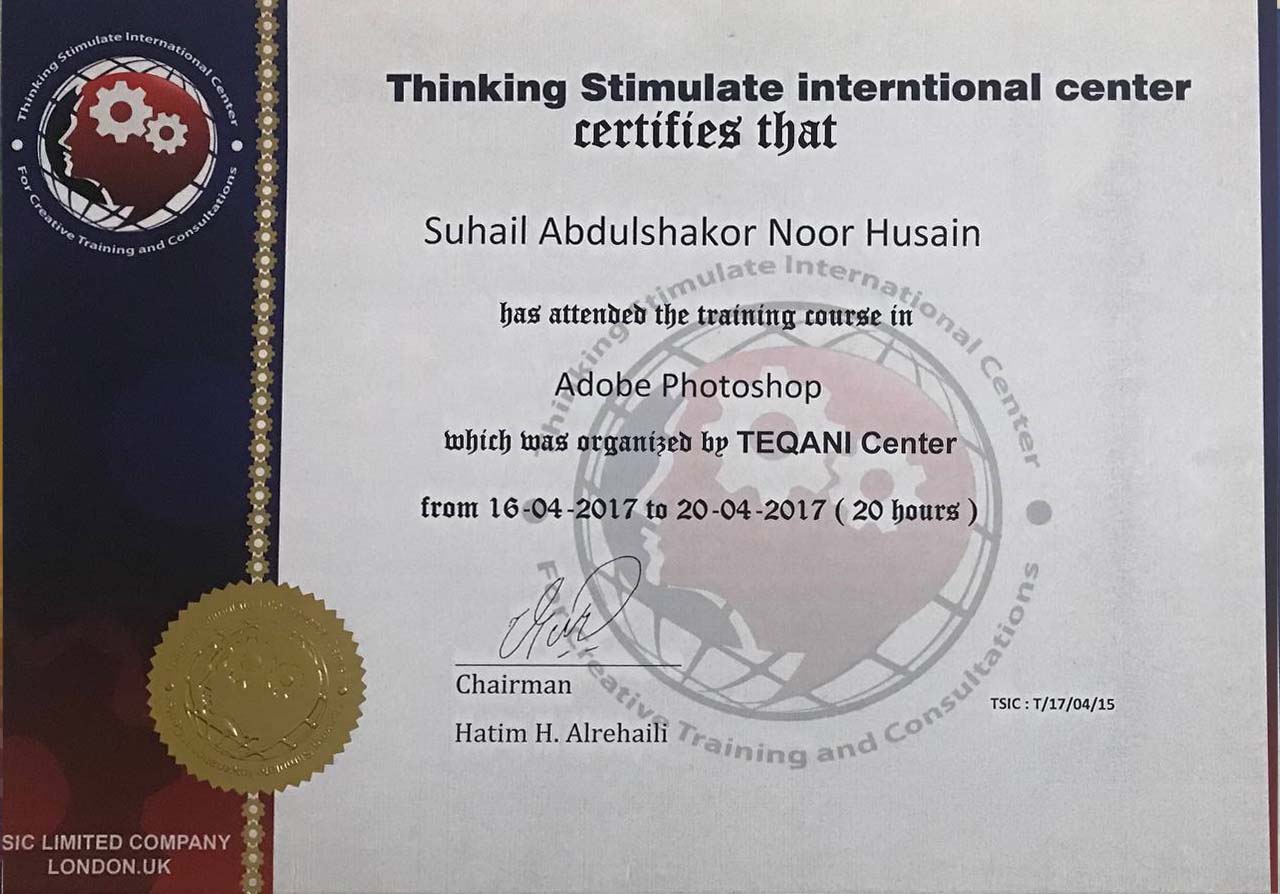 Thinking Stimulate International Center
For Creative Training and Consultations
Thinking Stimulate interntional center
certifies that
Suhail Abdulshakor Noor Husain
has attended the training course in
Adobe Photoshop
which was organized by TEQANI Center
from 16-04-2017 to 20-04-2017 ( 20 hours )
Thinking Stimulate International Center
For Creative Training and Consultations
Chairman
Hatim H. Alrehaili
TSIC : T/17/04/15
SIC LIMITED COMPANY
LONDON.UK